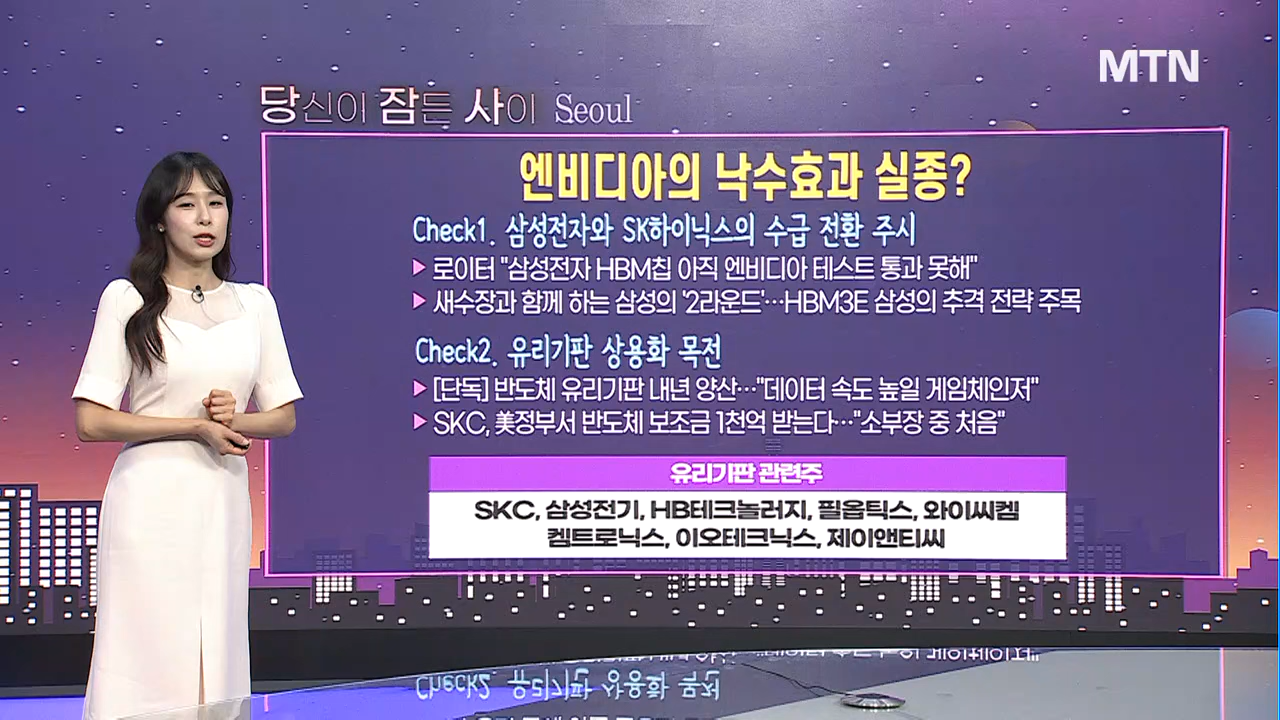 MTN
당신이 잠든 사이 Seoul
엔비디아의 낙수효과 실종?
Check1. 삼성전자와 SK하이닉스의 수급 전환 주시
▶ 로이터 "삼성전자 HBM칩 아직 엔비디아 테스트 통과 못해"
▶ 새수장과 함께 하는 삼성의 '2라운드'…HBM3E 삼성의 추격 전략 주목
Check2. 유리기판 상용화 목전
▶ [단독] 반도체 유리기판 내년 양산…"데이터 속도 높일 게임체인저"
▶ SKC, 美정부서 반도체 보조금 1천억 받는다…"소부장 중 처음"
유리기판 관련주
SKC, 삼성전기, HB테크놀러지, 필옵틱스, 와이씨켐
켐트로닉스, 이오테크닉스, 제이앤티씨